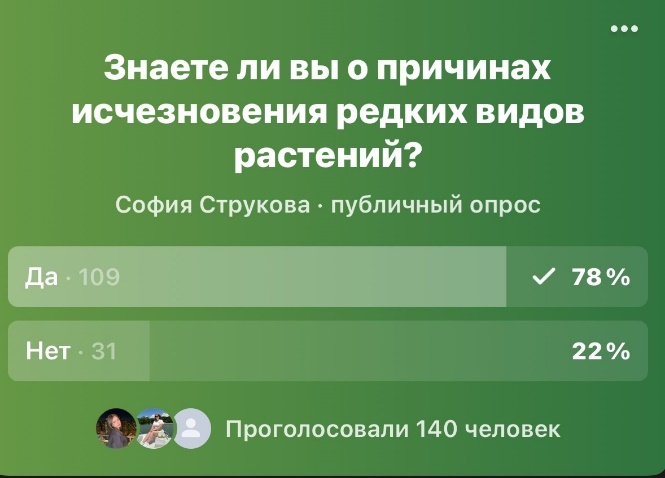 Знаете ли вы о причинах
исчезновения редких видов
растений?
София Струкова · публичный опрос
Да · 109 78%
Нет · 31 22%
Проголосовали 140 человек